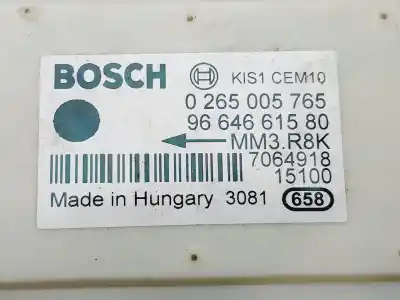 BOSCH KIS1 CEM10
0 265 005 765
96 646 615 80
MM3.R8K
7064918
15100
Made in Hungary 3081 658